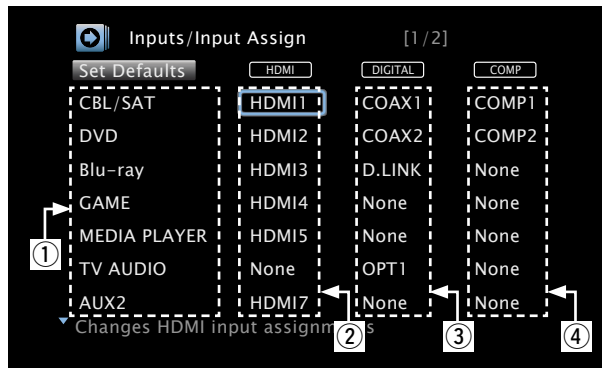 Inputs/Input Assign [1/2]
Set Defaults HDMI DIGITAL COMP
CBL/SAT HDMI1 COAX1 COMP1
DVD HDMI2 COAX2 COMP2
Blu-ray HDMI3 D.LINK None
GAME HDMI4 None None
MEDIA PLAYER HDMI5 None None
TV AUDIO None OPT1 None
AUX2 HDMI7 None None
Changes HDMI input
① ② ③ ④